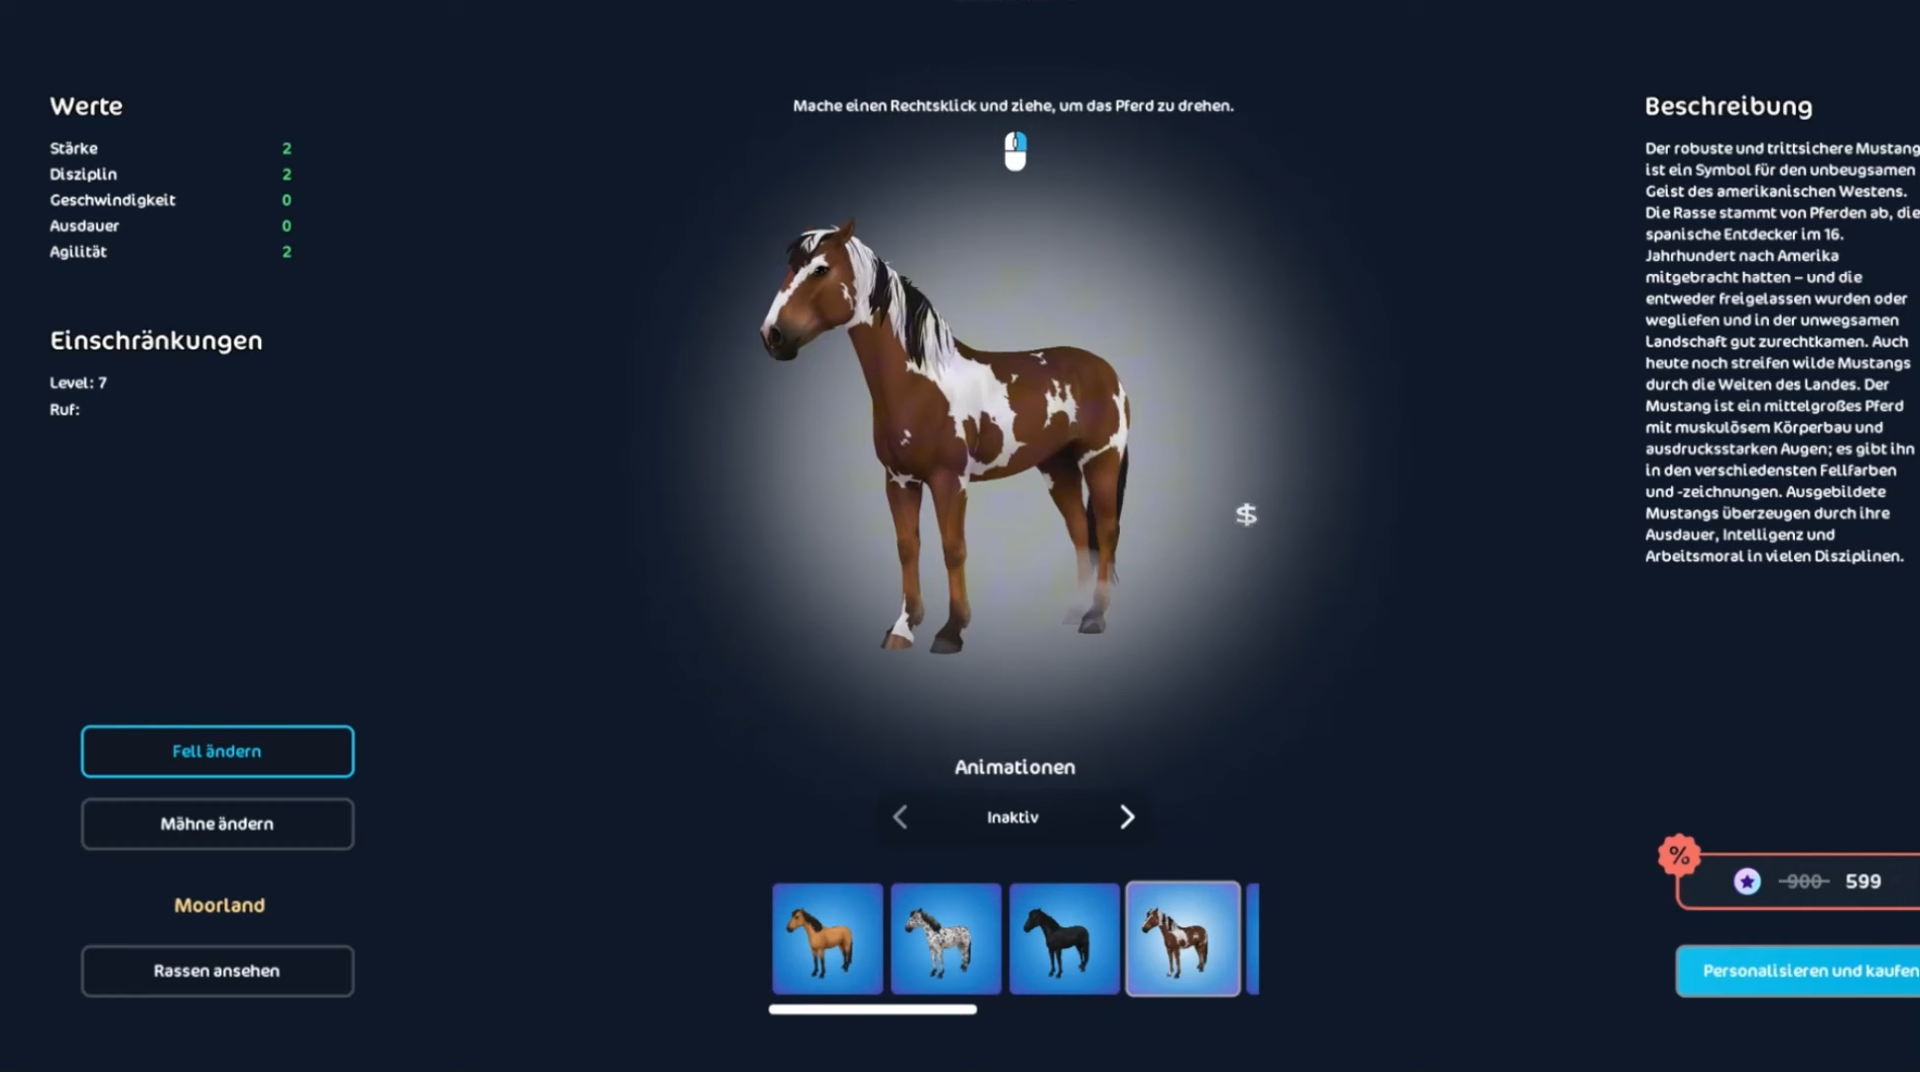 Werte
Stärke 2
Disziplin 2
Geschwindigkeit 0
Ausdauer 0
Agilität 2
Einschränkungen
Level: 7
Ruf:
Fell ändern
Mähne ändern
Moorland
Rassen ansehen
Mache einen Rechtsklick und ziehe, um das Pferd zu drehen.
$
Animationen
Inaktiv
Beschreibung
Der robuste und trittsichere Mustang
ist ein Symbol für den unbeugsamen
Geist des amerikanischen Westens.
Die Rasse stammt von Pferden ab, die
spanische Entdecker im 16.
Jahrhundert nach Amerika
mitgebracht hatten – und die
entweder freigelassen wurden oder
wegliefen und in der unwegsamen
Landschaft gut zurechtkamen. Auch
heute noch streifen wilde Mustangs
durch die Weiten des Landes. Der
Mustang ist ein mittelgroßes Pferd
mit muskulösem Körperbau und
ausdrucksstarken Augen; es gibt ihn
in den verschiedensten Fellfarben
und -zeichnungen. Ausgebildete
Mustangs überzeugen durch ihre
Ausdauer, Intelligenz und
Arbeitsmoral in vielen Disziplinen.
%
900 599
Personalisieren und kaufen